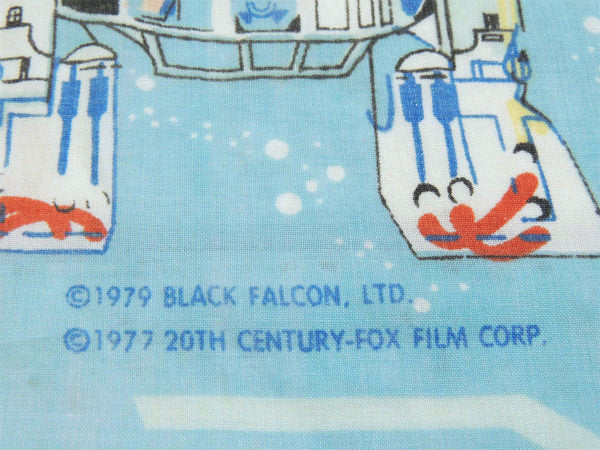 ©1979 BLACK FALCON, LTD.
©1977 20TH CENTURY-FOX FILM CORP.